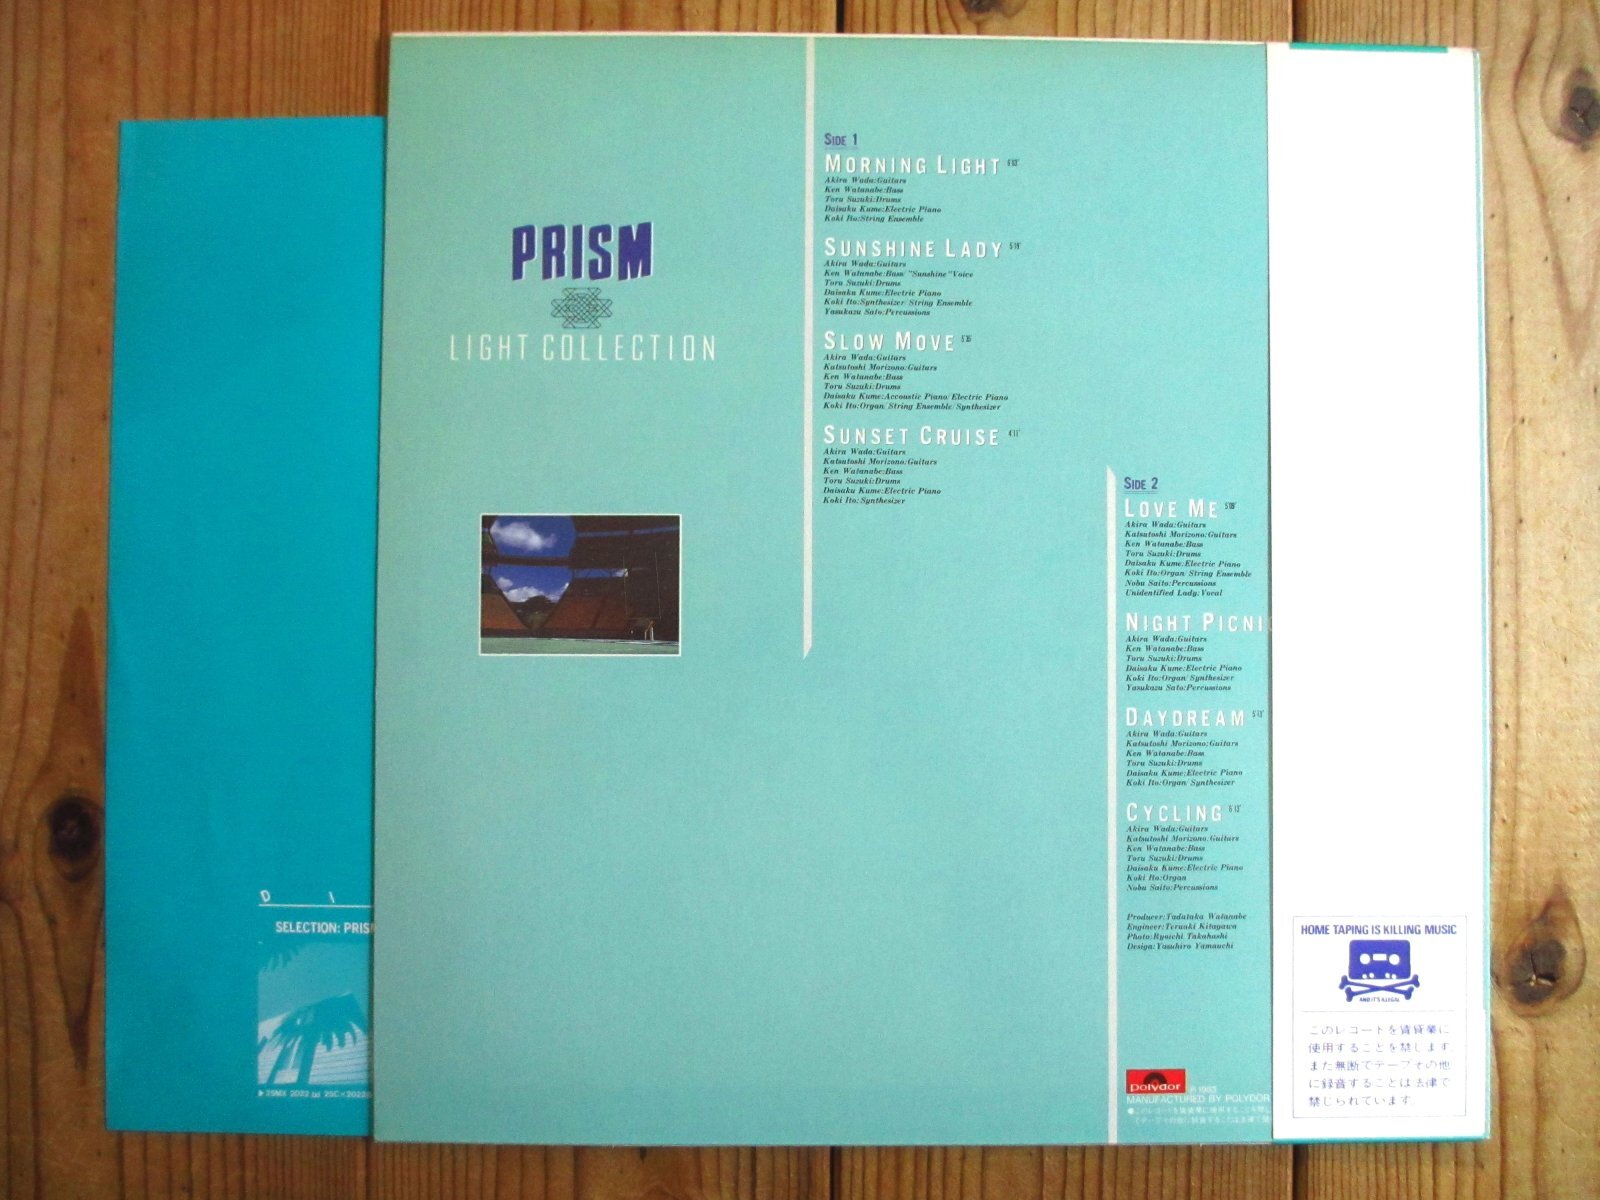 PRISM
LIGHT COLLECTION
SIDE 1
MORNING LIGHT
Akira Wada:Guitars
Ken Watanabe:Bass
Toru Suzuki:Drums
Daisaku Kume:Electric Piano
Koki Ito:String Ensemble
SUNSHINE LADY
Akira Wada:Guitars
Ken Watanabe:Bass/"Sunshine"Voice
Toru Suzuki:Drums
Daisaku Kume:Electric Piano
Koki Ito:Synthesizer/String Ensemble
Yasukazu Sato:Percussions
SLOW MOVE
Akira Wada:Guitars
Katsutoshi Morizono:Guitars
Ken Watanabe:Bass
Toru Suzuki:Drums
Daisaku Kume:Accoustic Piano/Electric Piano
Koki Ito:Organ/String Ensemble/Synthesizer
SUNSET CRUISE 4'11"
Akira Wada:Guitars
Katsutoshi Morizono:Guitars
Ken Watanabe:Bass
Toru Suzuki:Drums
Daisaku Kume:Electric Piano
Koki Ito:Synthesizer
SIDE 2
LOVE ME
Akira Wada:Guitars
Katsutoshi Morizono:Guitars
Ken Watanabe:Bass
Toru Suzuki:Drums
Daisaku Kume:Electric Piano
Koki Ito:Organ/String Ensemble
Nobu Saito:Percussions
Unidentified Lady:Vocal
NIGHT PICNI
Akira Wada:Guitars
Ken Watanabe:Bass
Toru Suzuki:Drums
Daisaku Kume:Electric Piano
Koki Ito:Organ/Synthesizer
Yasukazu Sato:Percussions
DAYDREAM 5'13"
Akira Wada:Guitars
Katsutoshi Morizono:Guitars
Ken Watanabe:Bass
Toru Suzuki:Drums
Daisaku Kume:Electric Piano
Koki Ito:Organ/Synthesizer
CYCLING 6'13"
Akira Wada:Guitars
Katsutoshi Morizono:Guitars
Ken Watanabe:Bass
Toru Suzuki:Drums
Daisaku Kume:Electric Piano
Koki Ito:Organ
Nobu Saito:Percussions
Producer:Tadataka Watanabe
Engineer:Teruaki Kitagawa
Photo:Ryoichi Takahashi
Design:Yasuhiro Yamauchi
polydor
MANUFACTURED BY POLYDOR
D I
SELECTION: PRIS
HOME TAPING IS KILLING MUSIC
AND IT'S ILLEGAL
このレコードを賃貸業に
使用することを禁じます
また無断でテープその他
に録音することは法律で
禁じられています。